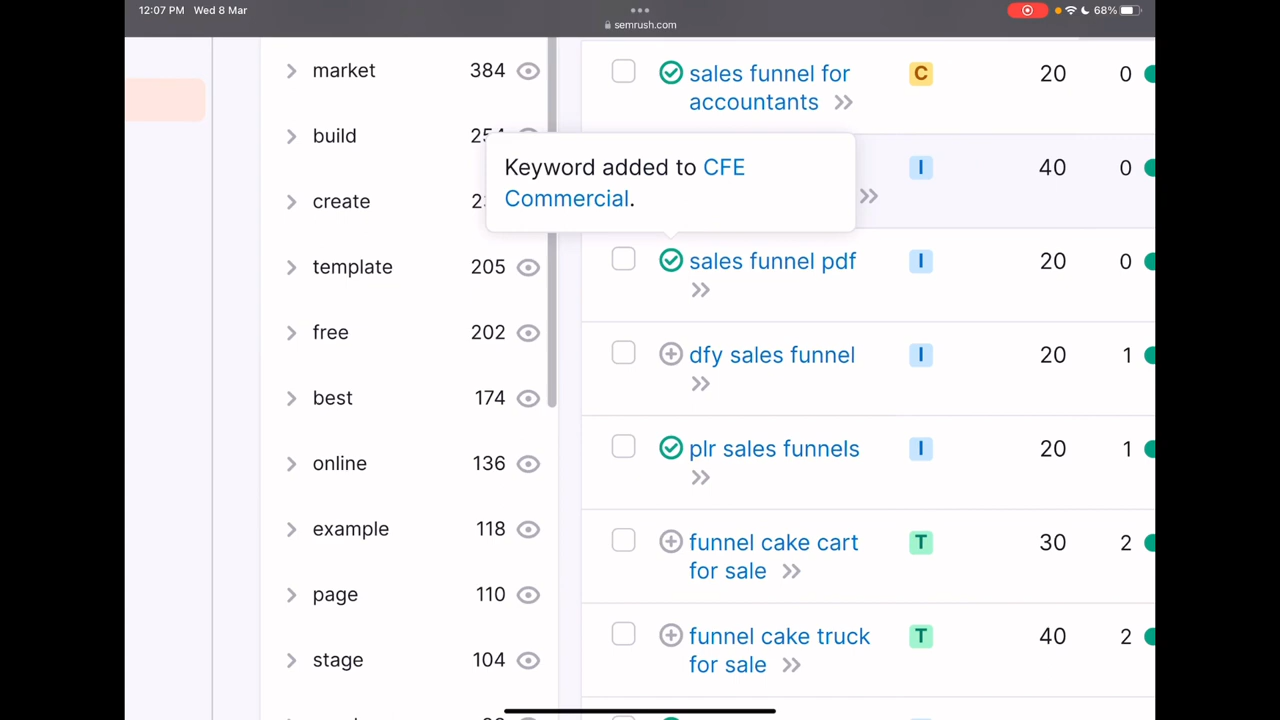 12:07 PM Wed 8 Mar
semrush.com
68%
market 384
build
create
template 205
free 202
best 174
online 136
example 118
page 110
stage 104
sales funnel for
accountants
C 20 0
Keyword added to CFE
Commercial.
I 40 0
sales funnel pdf I 20 0
dfy sales funnel I 20 1
plr sales funnels I 20 1
funnel cake cart
for sale
T 30 2
funnel cake truck
for sale
T 40 2